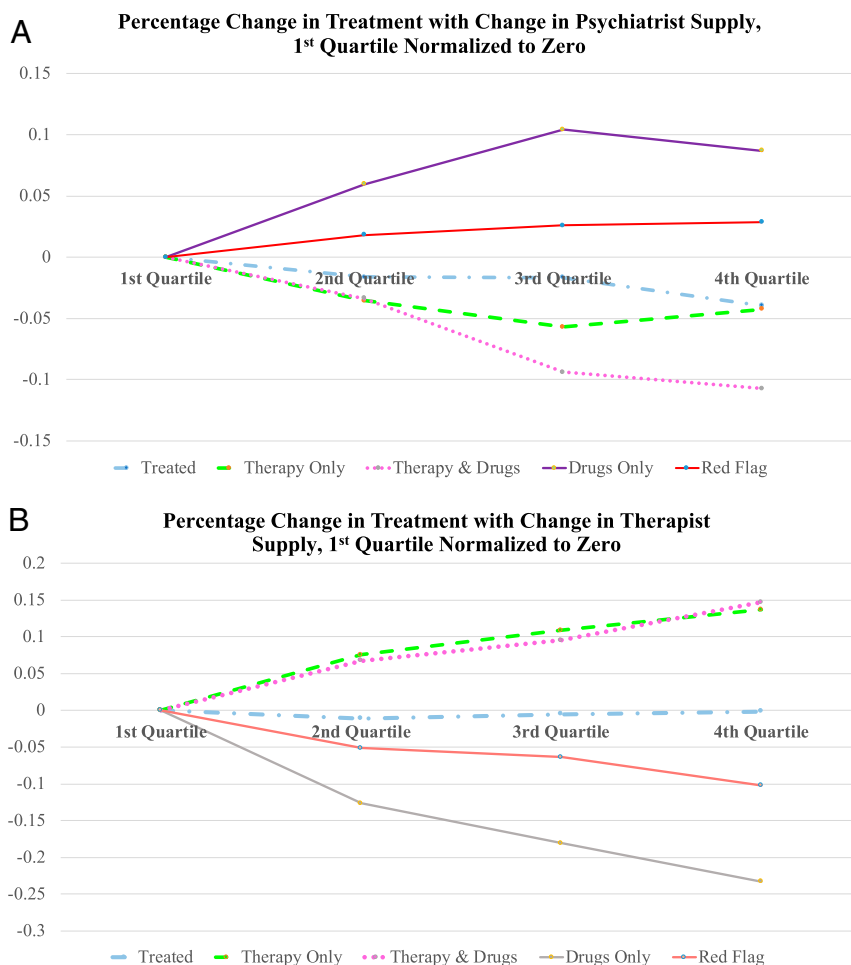 A
Percentage Change in Treatment with Change in Psychiatrist Supply,
1st Quartile Normalized to Zero
0.15
0.1
0.05
0
1st Quartile 2nd Quartile 3rd Quartile 4th Quartile
-0.05
-0.1
-0.15
Treated Therapy Only Therapy & Drugs Drugs Only Red Flag
B
Percentage Change in Treatment with Change in Therapist
Supply, 1st Quartile Normalized to Zero
0.2
0.15
0.1
0.05
0
1st Quartile 2nd Quartile 3rd Quartile 4th Quartile
-0.05
-0.1
-0.15
-0.2
-0.25
-0.3
Treated Therapy Only Therapy & Drugs Drugs Only Red Flag